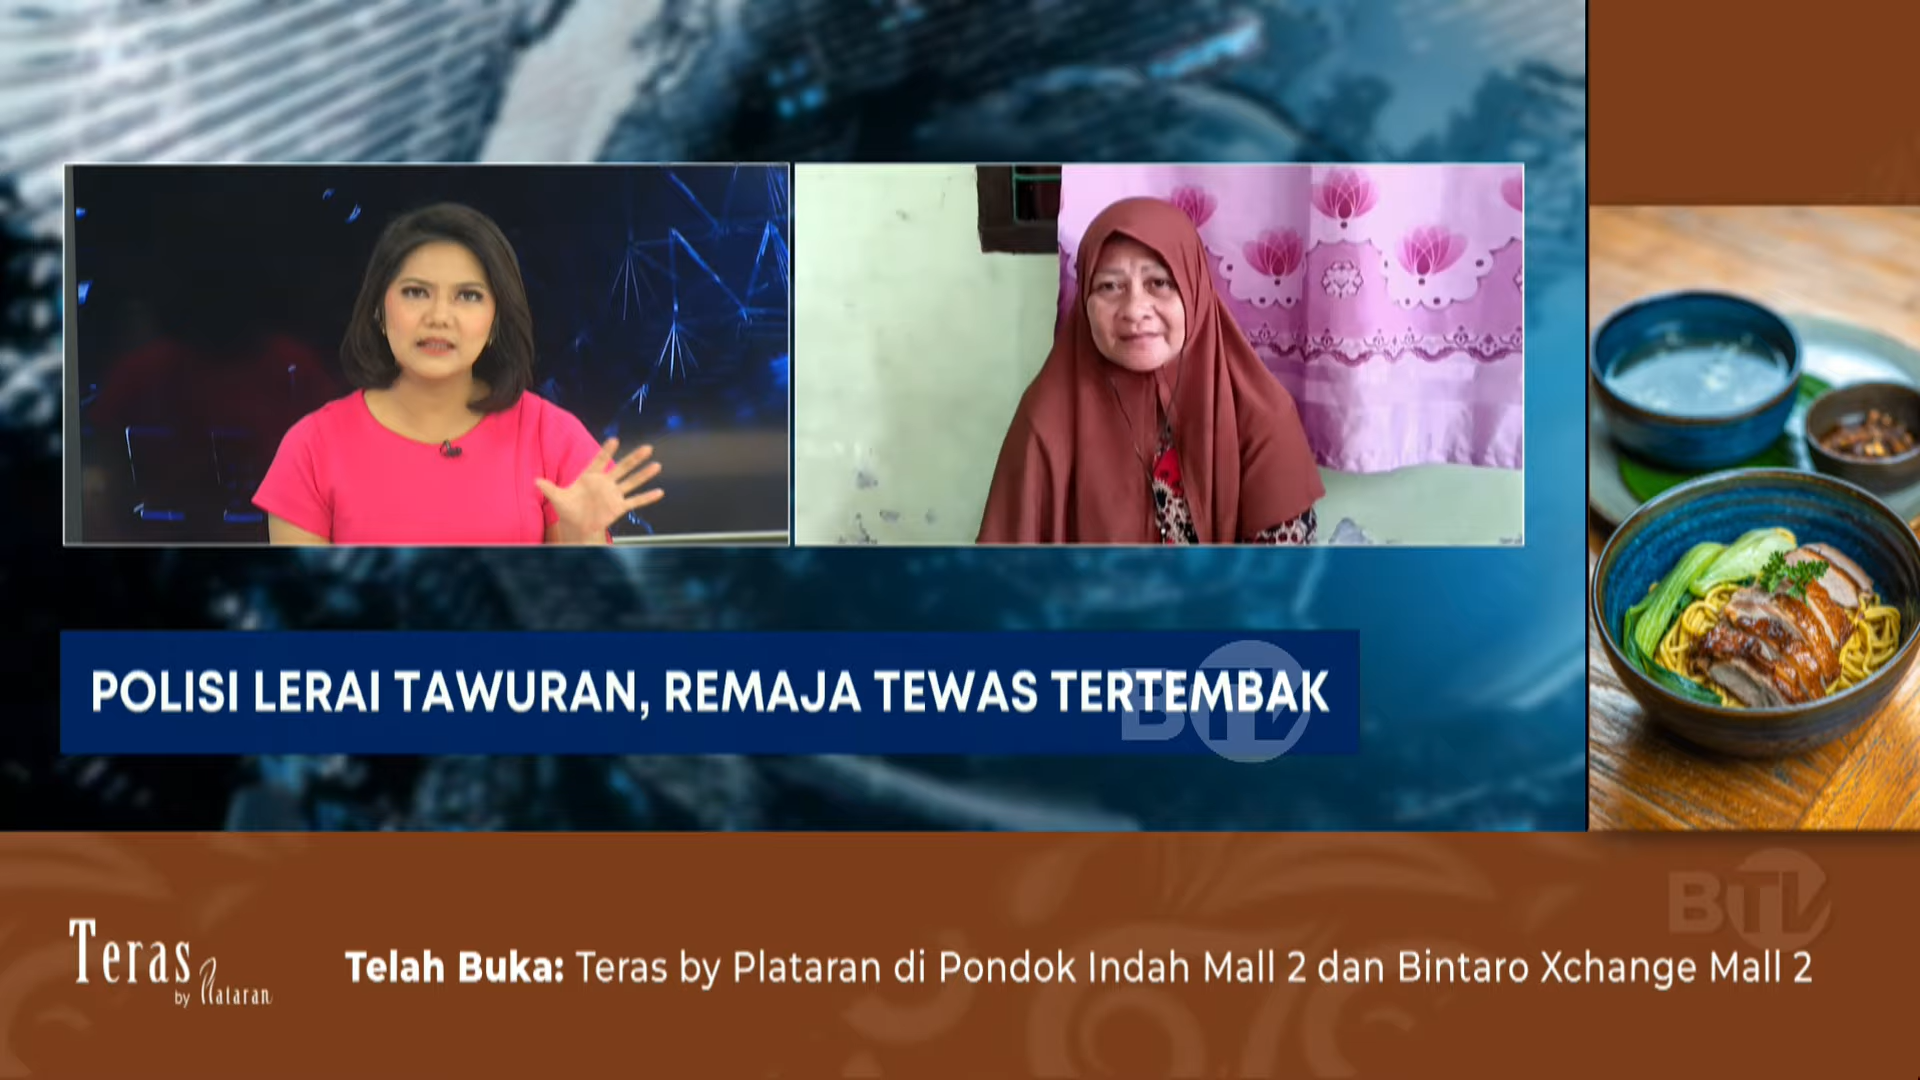 POLISI LERAI TAWURAN, REMAJA TEWAS TERTEMBAK
BTV
BTV
Teras
by Plataran
Telah Buka: Teras by Plataran di Pondok Indah Mall 2 dan Bintaro Xchange Mall 2